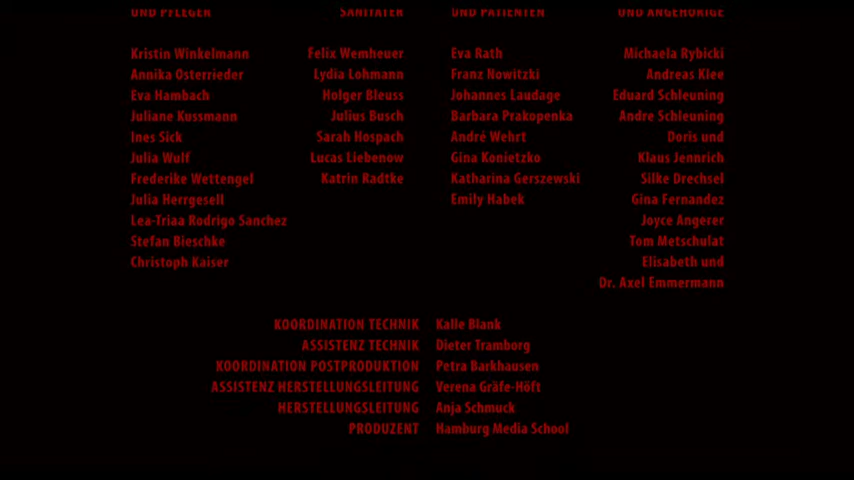 UND PFLEGER
Kristin Winkelmann
Annika Osterrieder
Eva Hambach
Juliane Kussmann
Ines Sick
Julia Wulf
Frederike Wettengel
Julia Herrgesell
Lea-Triaa Rodrigo Sanchez
Stefan Bieschke
Christoph Kaiser
SANITÄTER
Felix Wemheuer
Lydia Lohmann
Holger Bleuss
Julius Busch
Sarah Hospach
Lucas Liebenow
Katrin Radtke
UND PATIENTEN
Eva Rath
Franz Nowitzki
Johannes Laudage
Barbara Prakopenka
André Wehrt
Gina Konietzko
Katharina Gerszewski
Emily Habek
UND ANGEHÖRIGE
Michaela Rybicki
Andreas Klee
Eduard Schleuning
Andre Schleuning
Doris und
Klaus Jennrich
Silke Drechsel
Gina Fernandez
Joyce Angerer
Tom Metschulat
Elisabeth und
Dr. Axel Emmermann
KOORDINATION TECHNIK Kalle Blank
ASSISTENZ TECHNIK Dieter Tramborg
KOORDINATION POSTPRODUKTION Petra Barkhausen
ASSISTENZ HERSTELLUNGSLEITUNG Verena Gräfe-Höft
HERSTELLUNGSLEITUNG Anja Schmuck
PRODUZENT Hamburg Media School